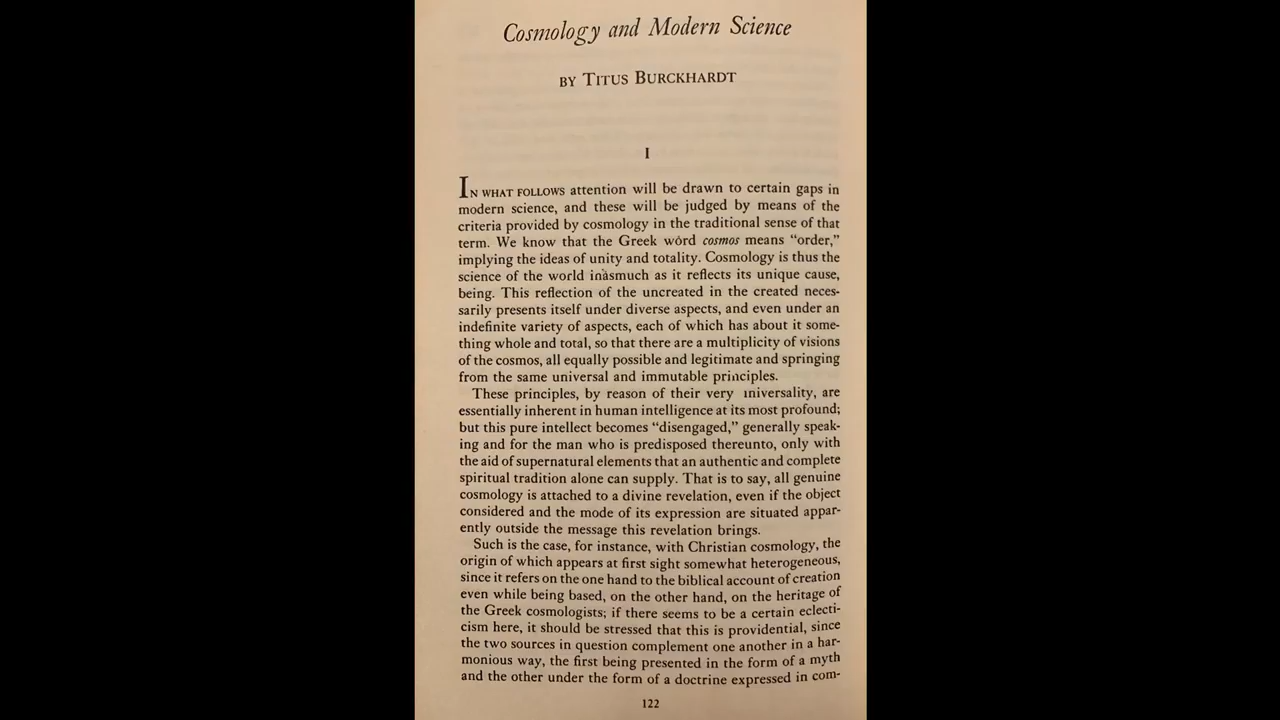 Cosmology and Modern Science
BY TITUS BURCKHARDT
I
IN WHAT FOLLOWS attention will be drawn to certain gaps in
modern science, and these will be judged by means of the
criteria provided by cosmology in the traditional sense of that
term. We know that the Greek word cosmos means “order,”
implying the ideas of unity and totality. Cosmology is thus the
science of the world inasmuch as it reflects its unique cause,
being. This reflection of the uncreated in the created neces-
sarily presents itself under diverse aspects, and even under an
indefinite variety of aspects, each of which has about it some-
thing whole and total, so that there are a multiplicity of visions
of the cosmos, all equally possible and legitimate and springing
from the same universal and immutable principles.
These principles, by reason of their very iniversality, are
essentially inherent in human intelligence at its most profound;
but this pure intellect becomes “disengaged,” generally speak-
ing and for the man who is predisposed thereunto, only with
the aid of supernatural elements that an authentic and complete
spiritual tradition alone can supply. That is to say, all genuine
cosmology is attached to a divine revelation, even if the object
considered and the mode of its expression are situated appar-
ently outside the message this revelation brings.
Such is the case, for instance, with Christian cosmology, the
origin of which appears at first sight somewhat heterogeneous,
since it refers on the one hand to the biblical account of creation
even while being based, on the other hand, on the heritage of
the Greek cosmologists; if there seems to be a certain eclecti-
cism here, it should be stressed that this is providential, since
the two sources in question complement one another in a har-
monious way, the first being presented in the form of a myth
and the other under the form of a doctrine expressed in com-
122